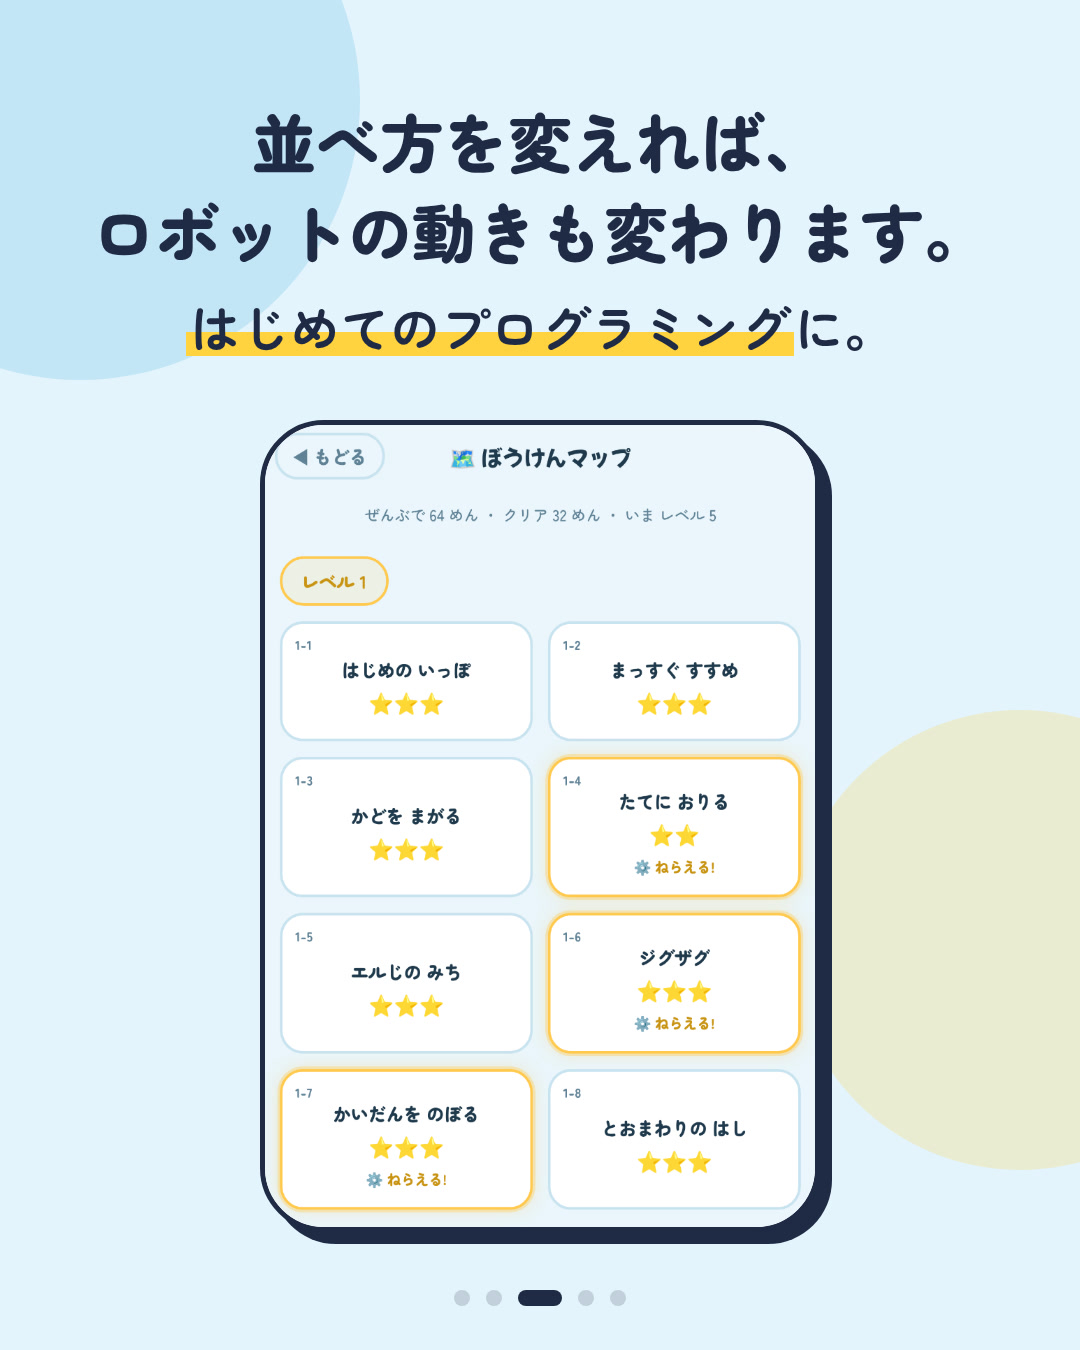 並べ方を変えれば、
ロボットの動きも変わります。
はじめてのプログラミングに。
◀ もどる
🗺️ ぼうけんマップ
ぜんぶで 64 めん ・ クリア 32 めん ・ いま レベル 5
レベル 1
1-1
はじめの いっぽ
⭐⭐⭐
1-2
まっすぐ すすめ
⭐⭐⭐
1-3
かどを まがる
⭐⭐⭐
1-4
たてに おりる
⭐⭐
⚙️ ねらえる!
1-5
エルじの みち
⭐⭐⭐
1-6
ジグザグ
⭐⭐⭐
⚙️ ねらえる!
1-7
かいだんを のぼる
⭐⭐⭐
⚙️ ねらえる!
1-8
とおまわりの はし
⭐⭐⭐